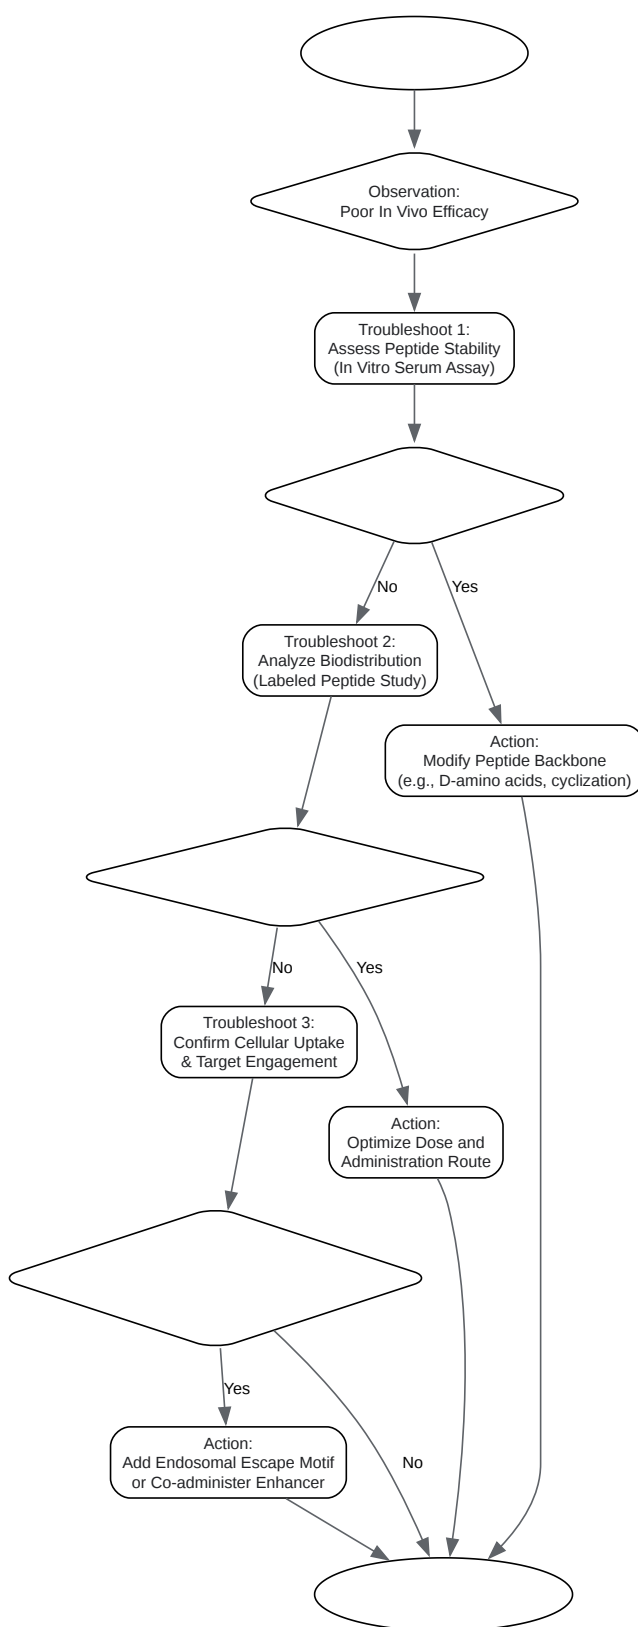 Observation:
Poor In Vivo Efficacy
Troubleshoot 1:
Assess Peptide Stability
(In Vitro Serum Assay)
No
Yes
Troubleshoot 2:
Analyze Biodistribution
(Labeled Peptide Study)
Action:
Modify Peptide Backbone
(e.g., D-amino acids, cyclization)
No
Yes
Troubleshoot 3:
Confirm Cellular Uptake
& Target Engagement
Action:
Optimize Dose and
Administration Route
Yes
Action:
Add Endosomal Escape Motif
or Co-administer Enhancer
No